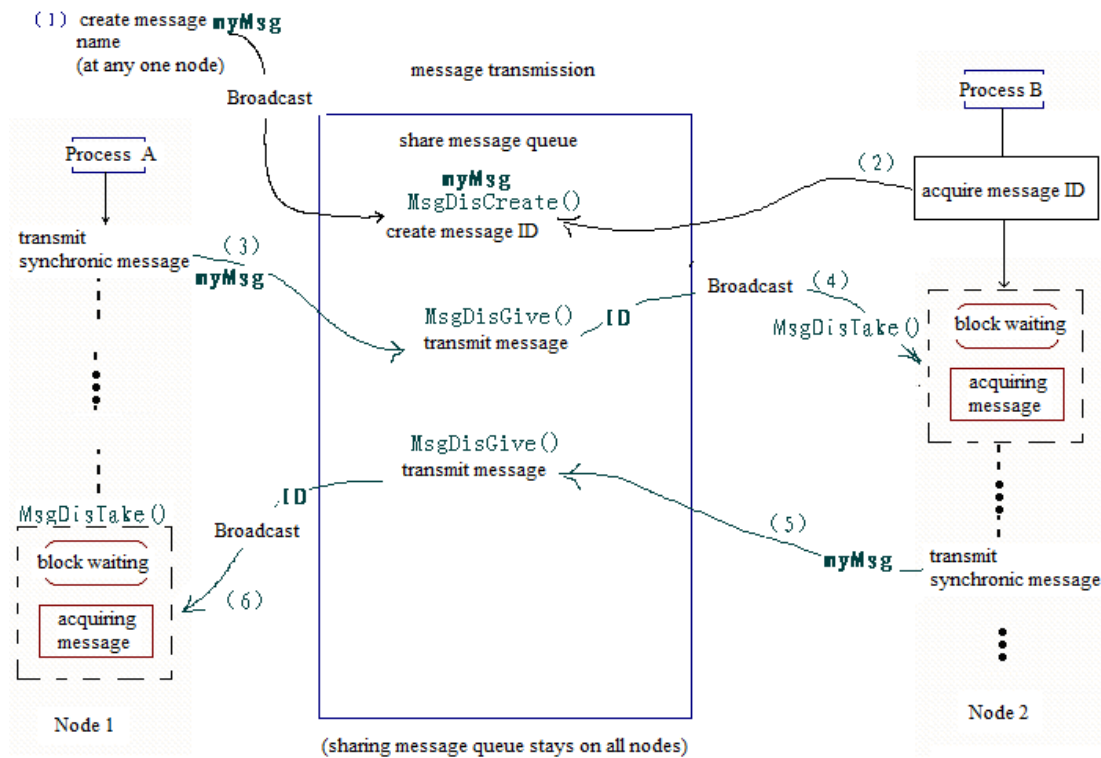 (1) create message myMsg
name
(at any one node)
message transmission
Broadcast
Process B
share message queue
Process A
(2)
myMsg
MsgDisCreate()
acquire message ID
create message ID
transmit
synchronic message
(3)
myMsg
Broadcast
(4)
MsgDisGive()
ID
transmit message
MsgDisTake()
block waiting
acquiring
message
MsgDisGive()
transmit message
ID
MsgDisTake()
Broadcast
(5)
block waiting
myMsg
transmit
synchronic message
(6)
acquiring
message
Node 1
Node 2
(sharing message queue stays on all nodes)